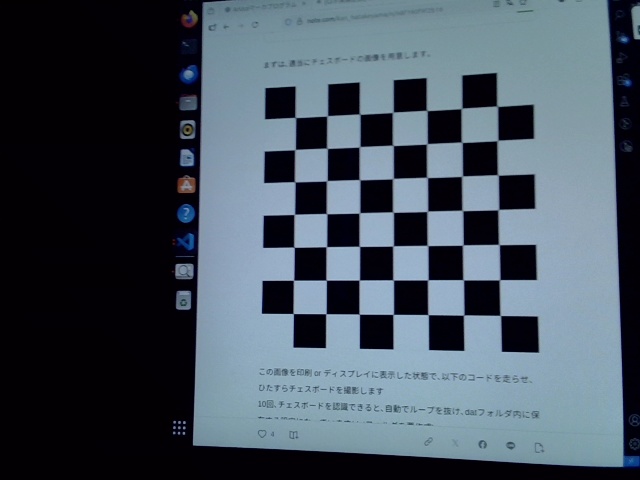 まずは、適当にチェスボードの画像を用意します。
この画像を印刷 or ディスプレイに表示した状態で、以下のコードを走らせ、
ひたすらチェスボードを撮影します
10回、チェスボードを認識できると、自動でループを抜け、datフォルダ内に保
4